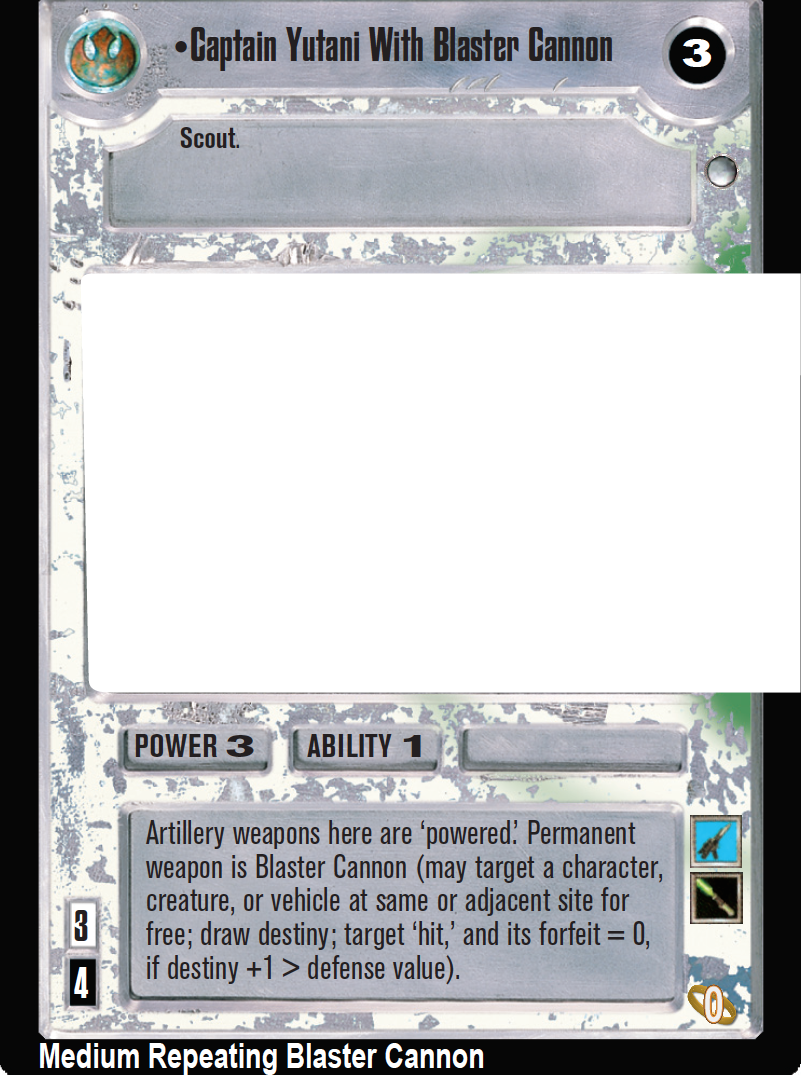 •Captain Yutani With Blaster Cannon
3
Scout.
POWER 3
ABILITY 1
Artillery weapons here are ‘powered.’ Permanent
weapon is Blaster Cannon (may target a character,
creature, or vehicle at same or adjacent site for
free; draw destiny; target ‘hit,’ and its forfeit = 0,
if destiny +1 > defense value).
3
4
0
Medium Repeating Blaster Cannon